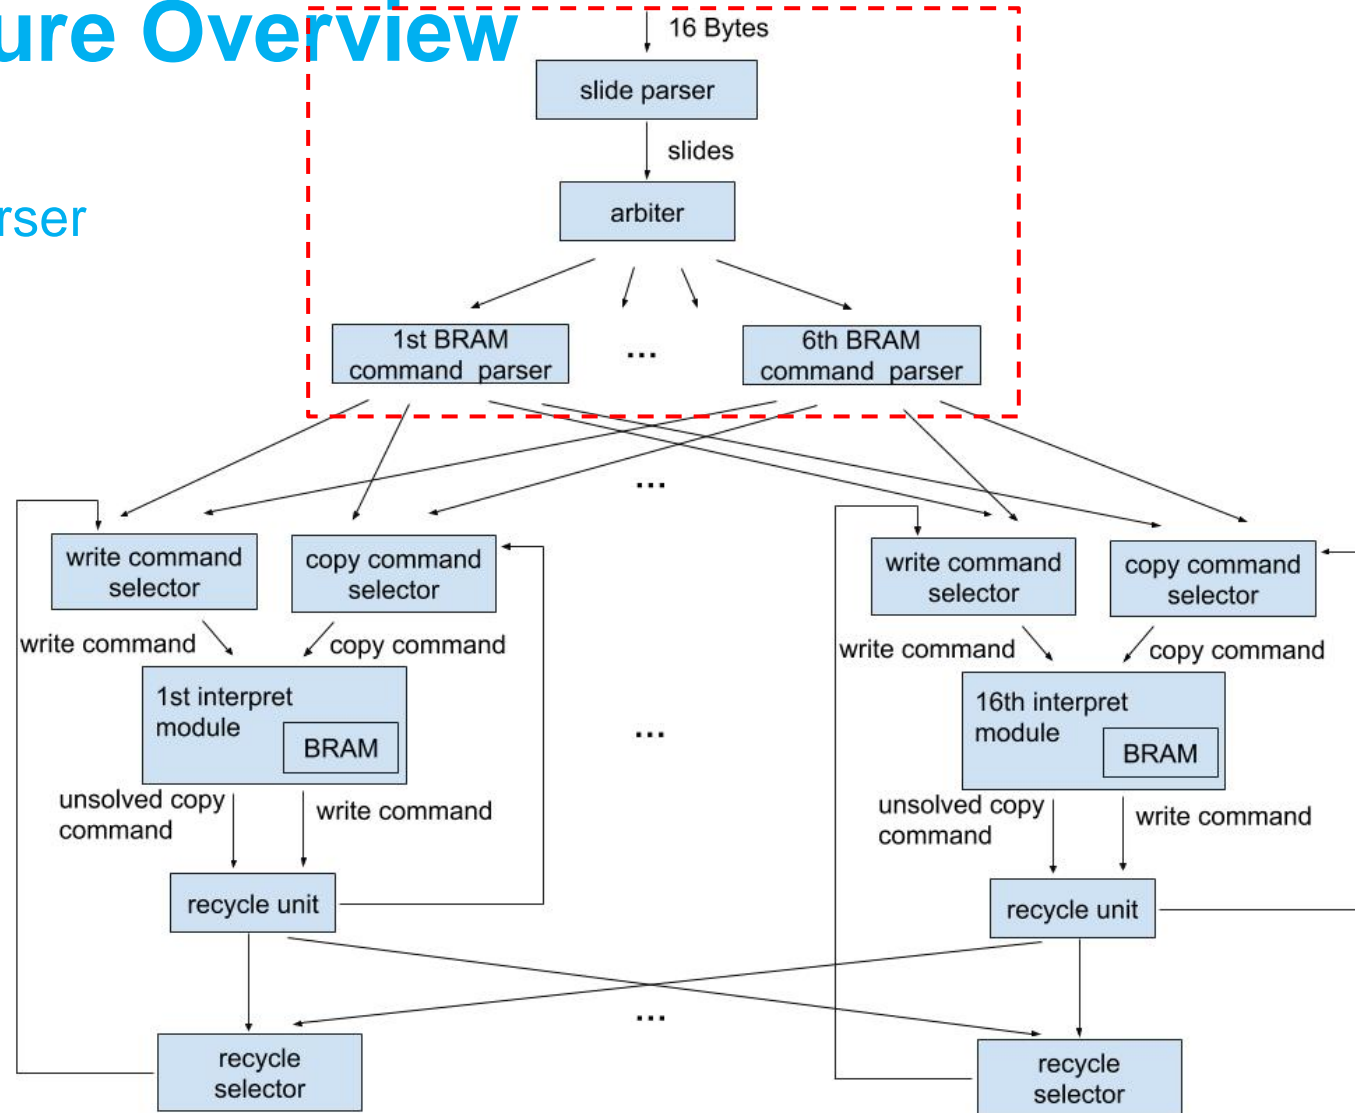 ure Overview
rser
16 Bytes
slide parser
slides
arbiter
1st BRAM
command parser
...
6th BRAM
command parser
...
write command
selector
copy command
selector
write command
selector
copy command
selector
write command
copy command
write command
copy command
1st interpret
module
BRAM
...
16th interpret
module
BRAM
unsolved copy
command
write command
unsolved copy
command
write command
recycle unit
recycle unit
...
recycle
selector
recycle
selector